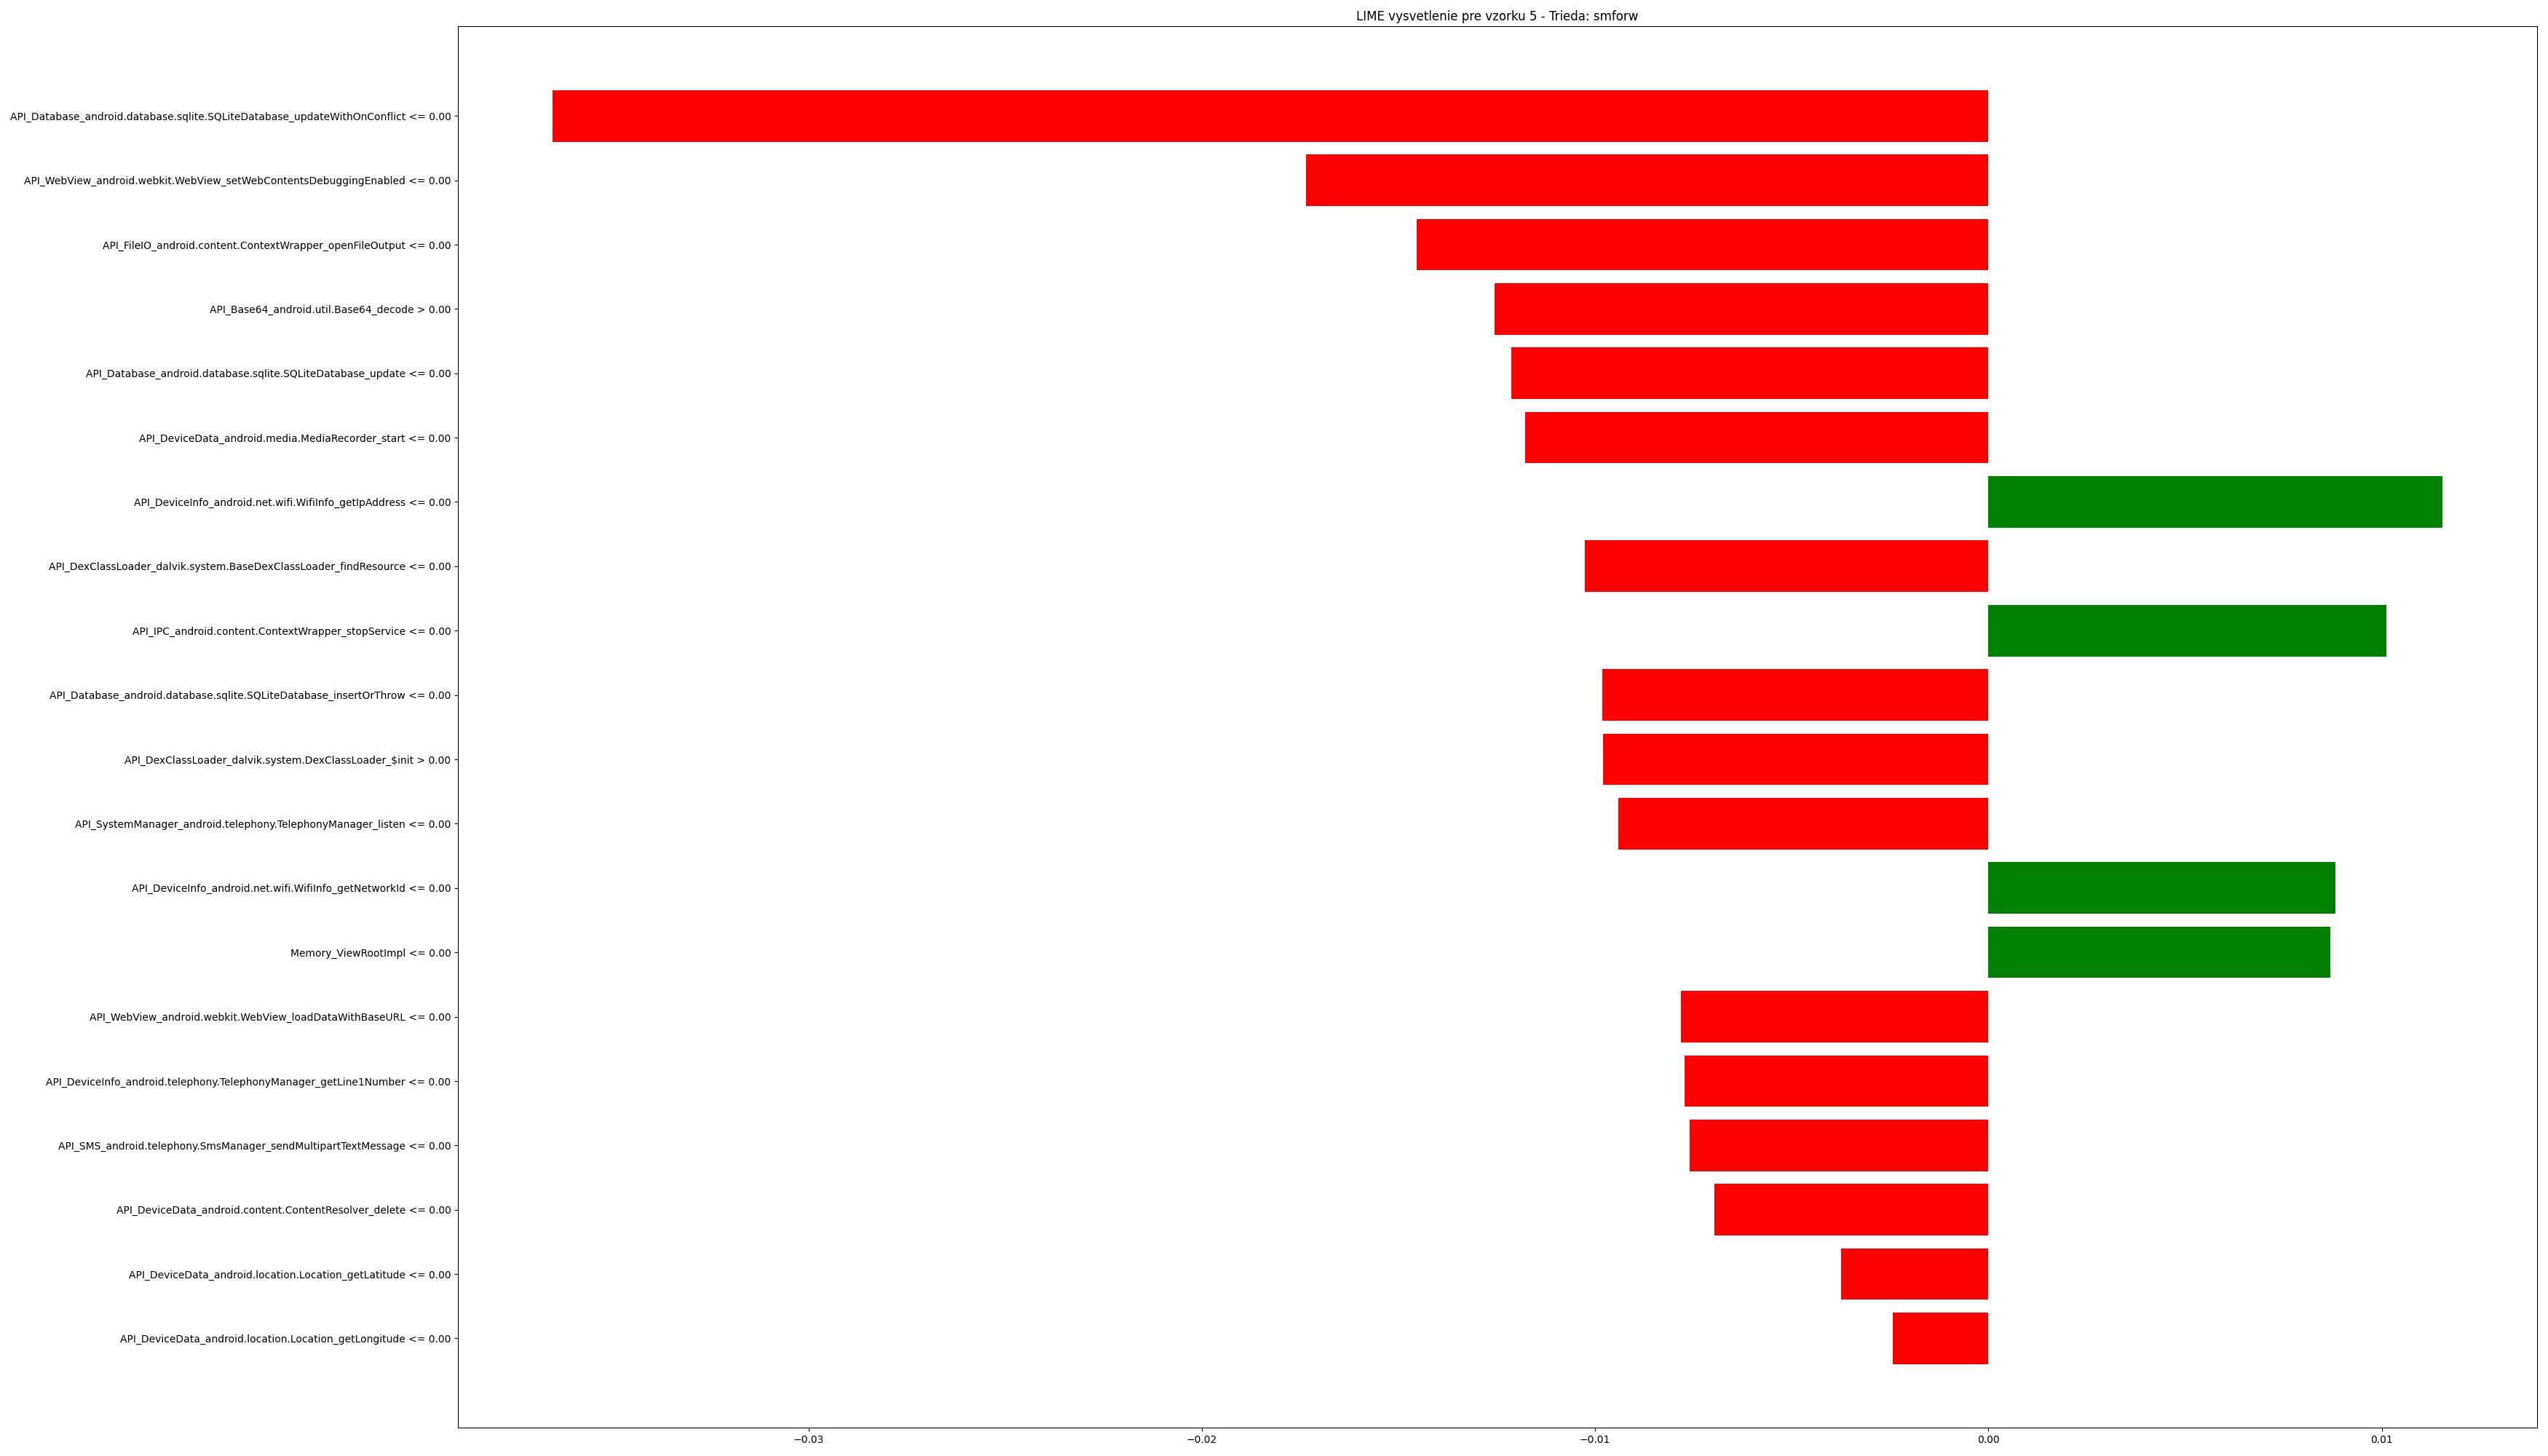 LIME vysvetlenie pre vzorku 5 - Trieda: smforw
API_Database_android.database.sqlite.SQLiteDatabase_updateWithOnConflict <= 0.00
API_WebView_android.webkit.WebView_setWebContentsDebuggingEnabled <= 0.00
API_FileIO_android.content.ContextWrapper_openFileOutput <= 0.00
API_Base64_android.util.Base64_decode > 0.00
API_Database_android.database.sqlite.SQLiteDatabase_update <= 0.00
API_DeviceData_android.media.MediaRecorder_start <= 0.00
API_DeviceInfo_android.net.wifi.WifiInfo_getIpAddress <= 0.00
API_DexClassLoader_dalvik.system.BaseDexClassLoader_findResource <= 0.00
API_IPC_android.content.ContextWrapper_stopService <= 0.00
API_Database_android.database.sqlite.SQLiteDatabase_insertOrThrow <= 0.00
API_DexClassLoader_dalvik.system.DexClassLoader_$init > 0.00
API_SystemManager_android.telephony.TelephonyManager_listen <= 0.00
API_DeviceInfo_android.net.wifi.WifiInfo_getNetworkId <= 0.00
Memory_ViewRootImpl <= 0.00
API_WebView_android.webkit.WebView_loadDataWithBaseURL <= 0.00
API_DeviceInfo_android.telephony.TelephonyManager_getLine1Number <= 0.00
API_SMS_android.telephony.SmsManager_sendMultipartTextMessage <= 0.00
API_DeviceData_android.content.ContentResolver_delete <= 0.00
API_DeviceData_android.location.Location_getLatitude <= 0.00
API_DeviceData_android.location.Location_getLongitude <= 0.00
−0.03 −0.02 −0.01 0.00 0.01